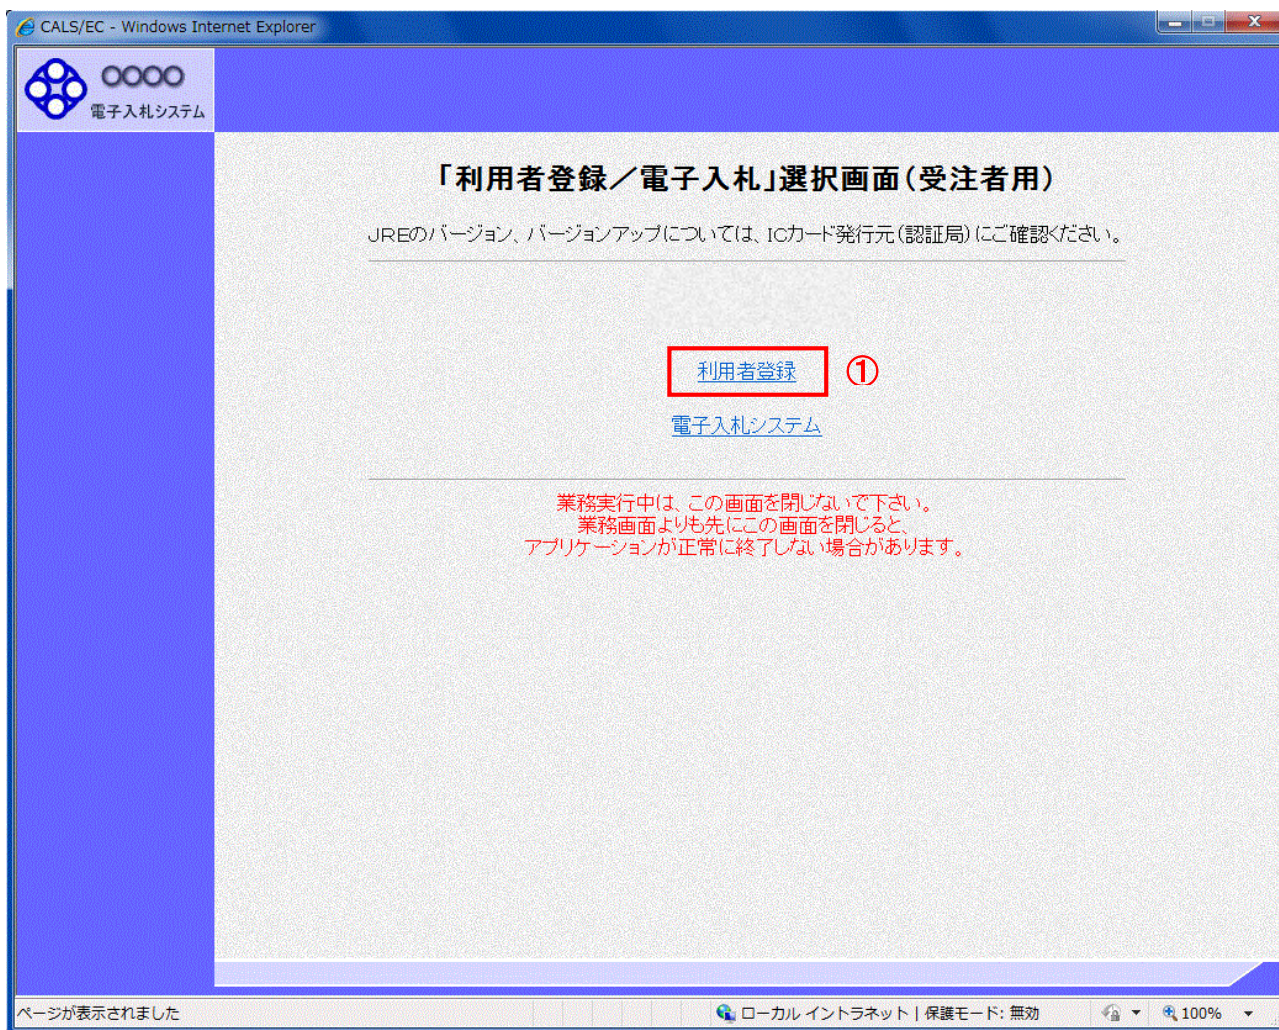 CALS/EC - Windows Internet Explorer
○○○○
電子入札システム
「利用者登録／電子入札」選択画面（受注者用）
JREのバージョン、バージョンアップについては、ICカード発行元（認証局）にご確認ください。
利用者登録 ①
電子入札システム
業務実行中は、この画面を閉じないで下さい。
業務画面よりも先にこの画面を閉じると、
アプリケーションが正常に終了しない場合があります。
ページが表示されました ローカル イントラネット | 保護モード: 無効 100%